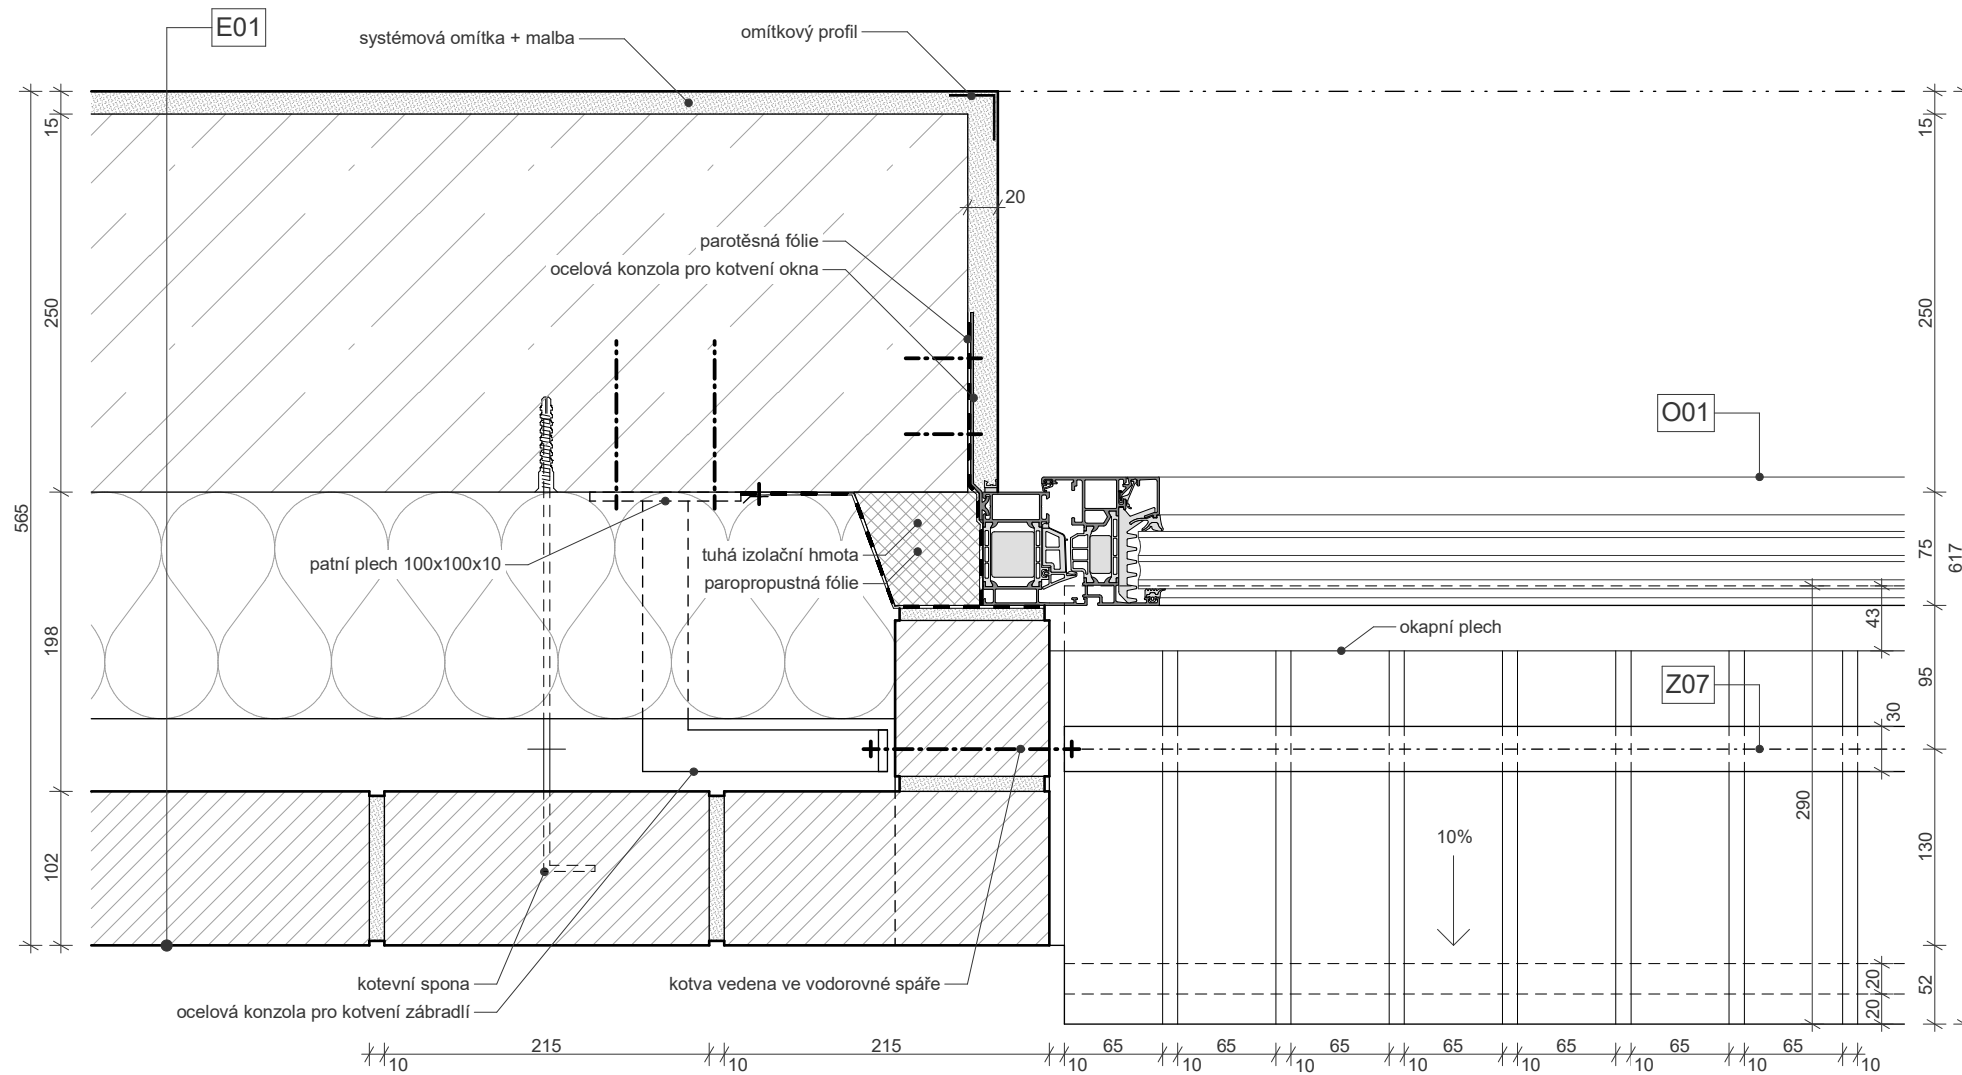 E01
systémová omítka + malba
omítkový profil
15
250
565
198
102
20
parotěsná fólie
ocelová konzola pro kotvení okna
patní plech 100x100x10
tuhá izolační hmota
paropropustná fólie
O01
okapní plech
Z07
10%
15
250
75
617
43
95
30
290
130
52
20
20
kotevní spona
ocelová konzola pro kotvení zábradlí
kotva vedena ve vodorovné spáře
10
215
10
215
10
65
10
65
10
65
10
65
10
65
10
65
10
65
10